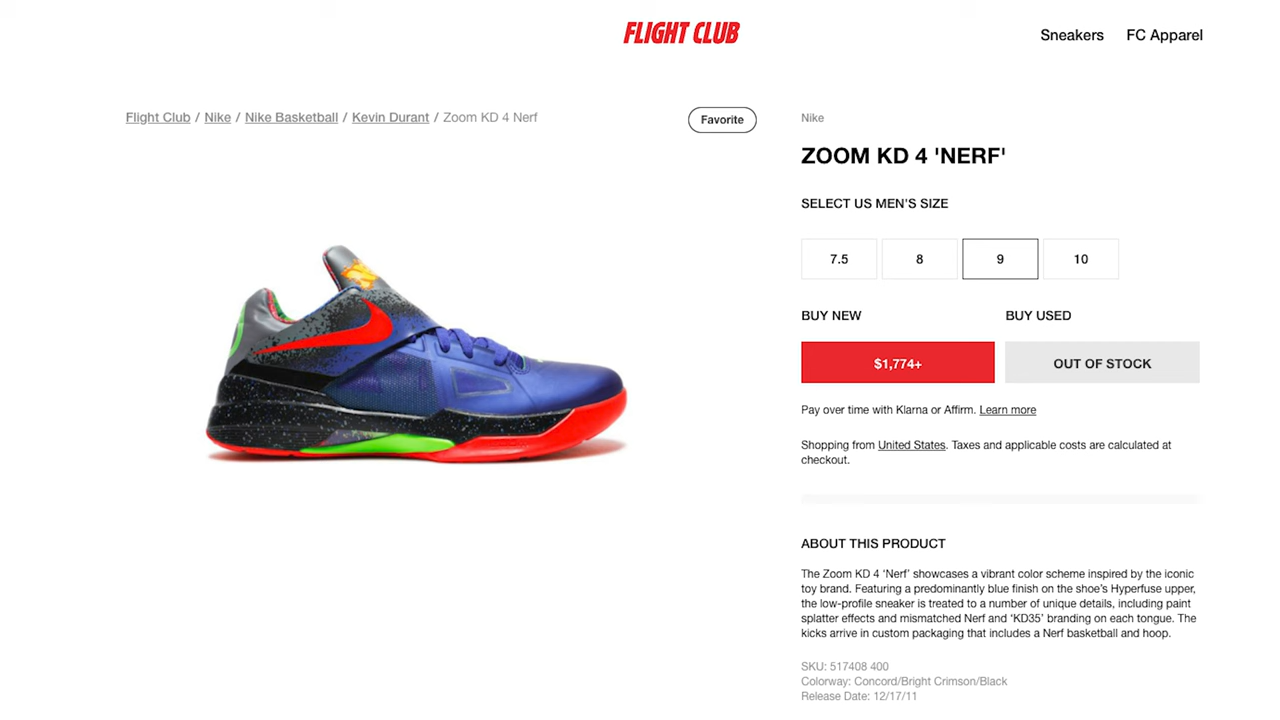 FLIGHT CLUB
Sneakers FC Apparel
Flight Club / Nike / Nike Basketball / Kevin Durant / Zoom KD 4 Nerf
Favorite
Nike
ZOOM KD 4 'NERF'
SELECT US MEN'S SIZE
7.5 8 9 10
BUY NEW BUY USED
$1,774+ OUT OF STOCK
Pay over time with Klarna or Affirm. Learn more
Shopping from United States. Taxes and applicable costs are calculated at
checkout.
ABOUT THIS PRODUCT
The Zoom KD 4 ‘Nerf’ showcases a vibrant color scheme inspired by the iconic
toy brand. Featuring a predominantly blue finish on the shoe’s Hyperfuse upper,
the low-profile sneaker is treated to a number of unique details, including paint
splatter effects and mismatched Nerf and ‘KD35’ branding on each tongue. The
kicks arrive in custom packaging that includes a Nerf basketball and hoop.
SKU: 517408 400
Colorway: Concord/Bright Crimson/Black
Release Date: 12/17/11